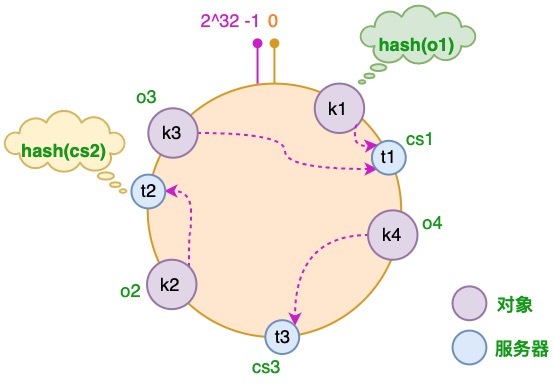 2^32 -1 0
hash(o1)
o3
k1
k3
cs1
hash(cs2)
t1
t2
o4
k4
k2
o2
对象
t3
服务器
cs3